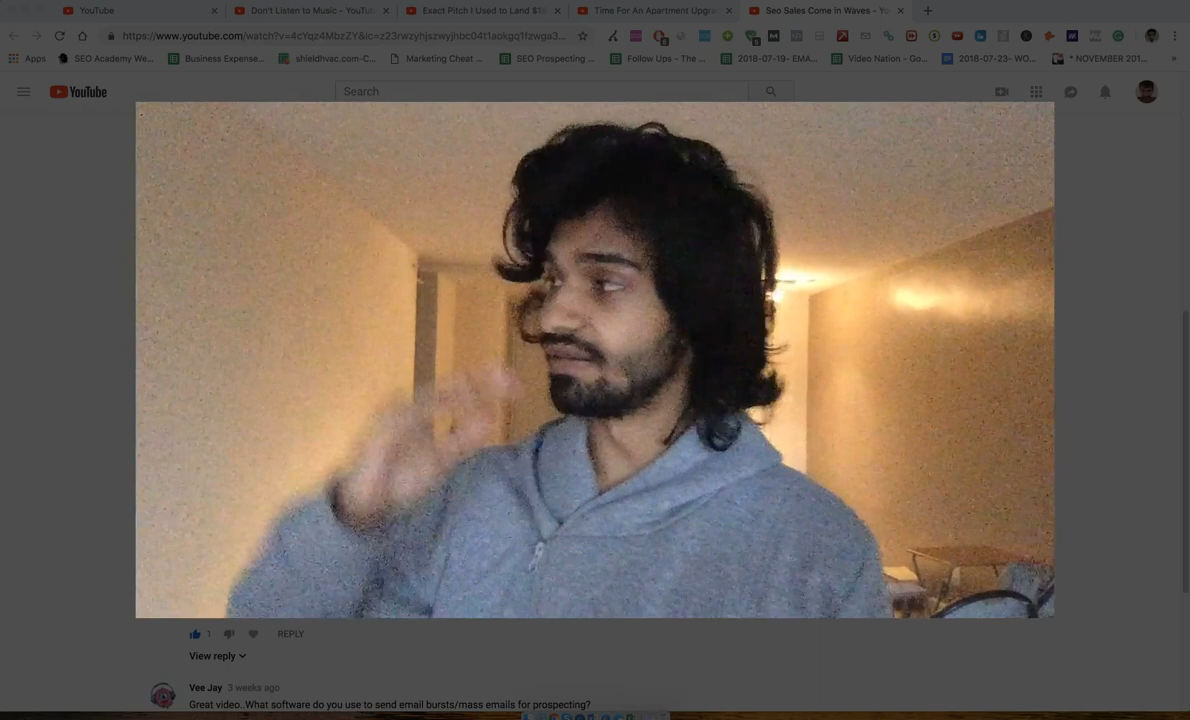 YouTube
Don't Listen to Music - YouTu
Exact Pitch I Used to Land $1
Time For An Apartment Upgra
Seo Sales Come in Waves - Yo
https://www.youtube.com/watch?v=4cYqz4MbzZY&lc=z23rwzyhjszwyjhbc04t1aokgq1fzwga3...
Apps
SEO Academy We...
Business Expense...
shieldhvac.com-C...
Marketing Cheat ...
SEO Prospecting ...
Follow Ups - The ...
2018-07-19- EMA...
Video Nation - Go...
2018-07-23- WO...
* NOVEMBER 201...
»
YouTube
Search
1
REPLY
View reply
Vee Jay 3 weeks ago
Great video..What software do you use to send email bursts/mass emails for prospecting?